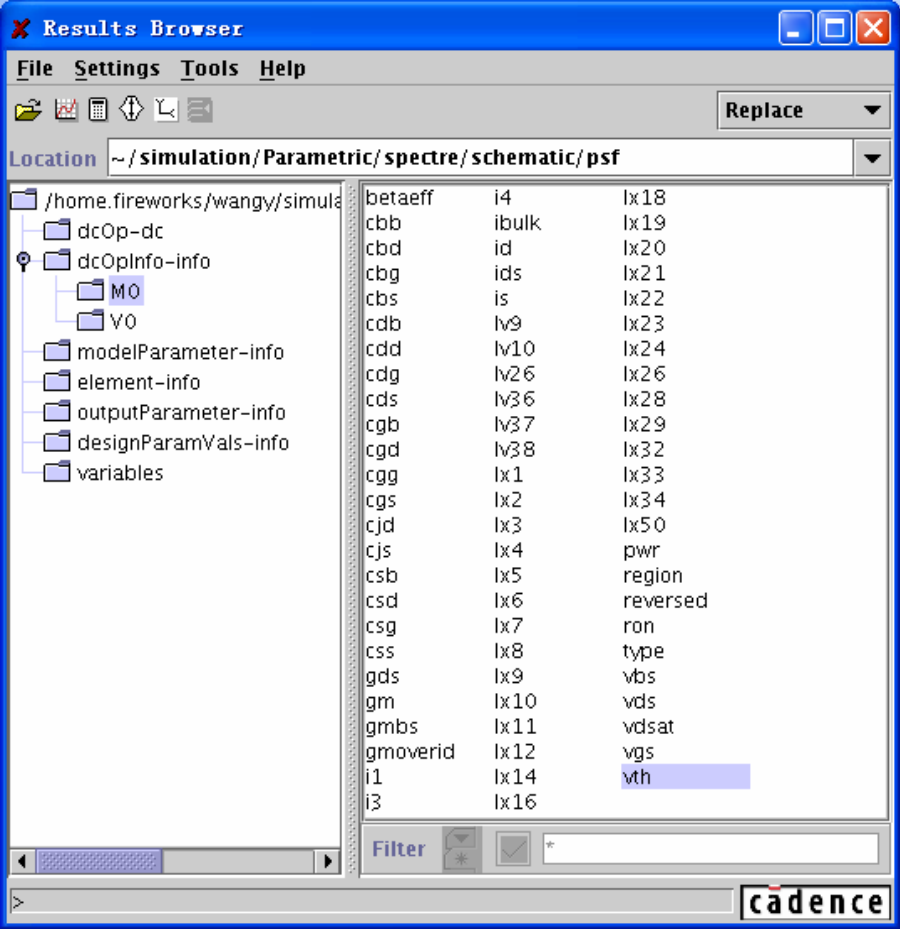 Results Browser
File Settings Tools Help
Replace
Location ~/simulation/Parametric/spectre/schematic/psf
/home.fireworks/wangy/simula
dcOp-dc
dcOpInfo-info
M0
V0
modelParameter-info
element-info
outputParameter-info
designParamVals-info
variables
betaeff i4 lx18
cbb ibulk lx19
cbd id lx20
cbg ids lx21
cbs is lx22
cdb lv9 lx23
cdd lv10 lx24
cdg lv26 lx26
cds lv36 lx28
cgb lv37 lx29
cgd lv38 lx32
cgg lx1 lx33
cgs lx2 lx34
cjd lx3 lx50
cjs lx4 pwr
csb lx5 region
csd lx6 reversed
csg lx7 ron
css lx8 type
gds lx9 vbs
gm lx10 vds
gmbs lx11 vdsat
gmoverid lx12 vgs
i1 lx14 vth
i3 lx16
Filter *
>
cādence